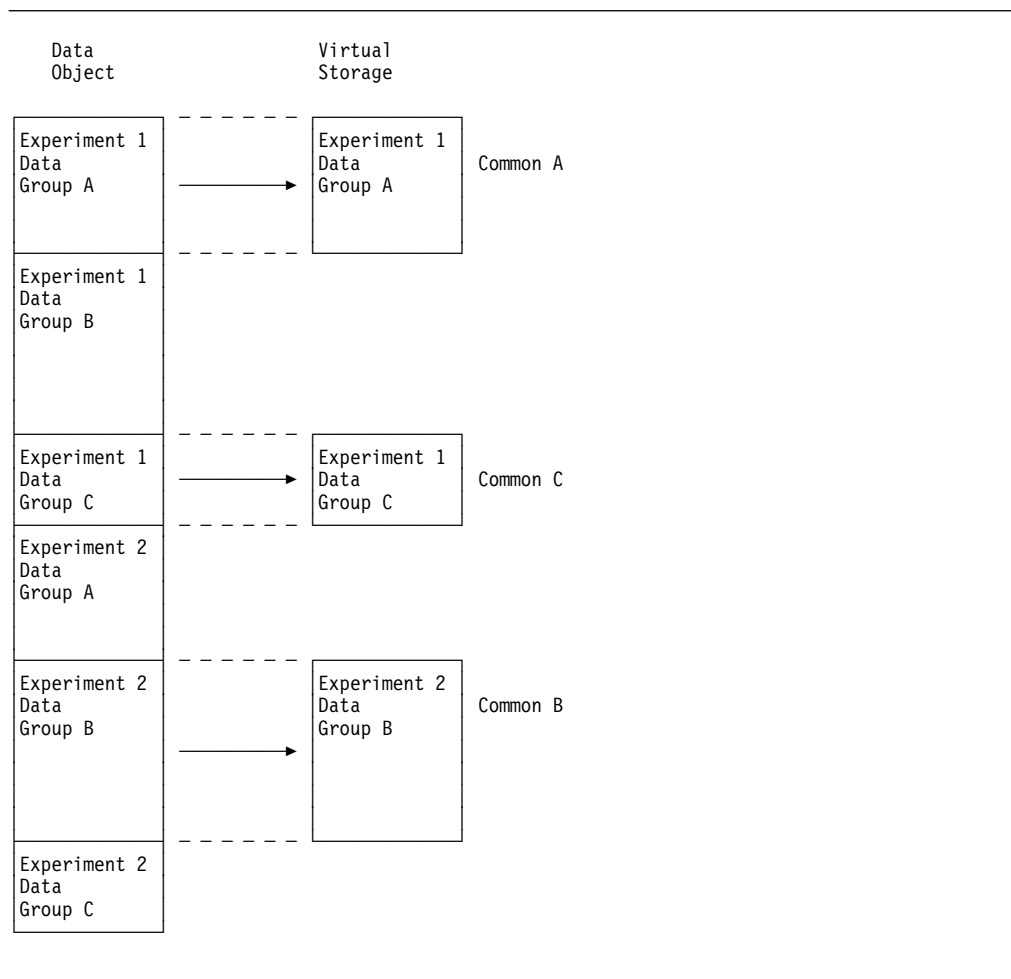 Data
Object
Virtual
Storage
Experiment 1
Data
Group A
Experiment 1
Data
Group A
Common A
Experiment 1
Data
Group B
Experiment 1
Data
Group C
Experiment 1
Data
Group C
Common C
Experiment 2
Data
Group A
Experiment 2
Data
Group B
Experiment 2
Data
Group B
Common B
Experiment 2
Data
Group C